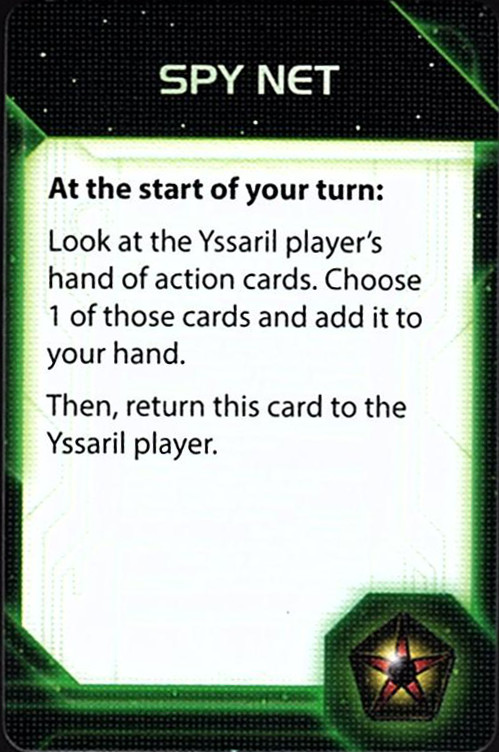 SPY NET
At the start of your turn:
Look at the Yssaril player's
hand of action cards. Choose
1 of those cards and add it to
your hand.
Then, return this card to the
Yssaril player.